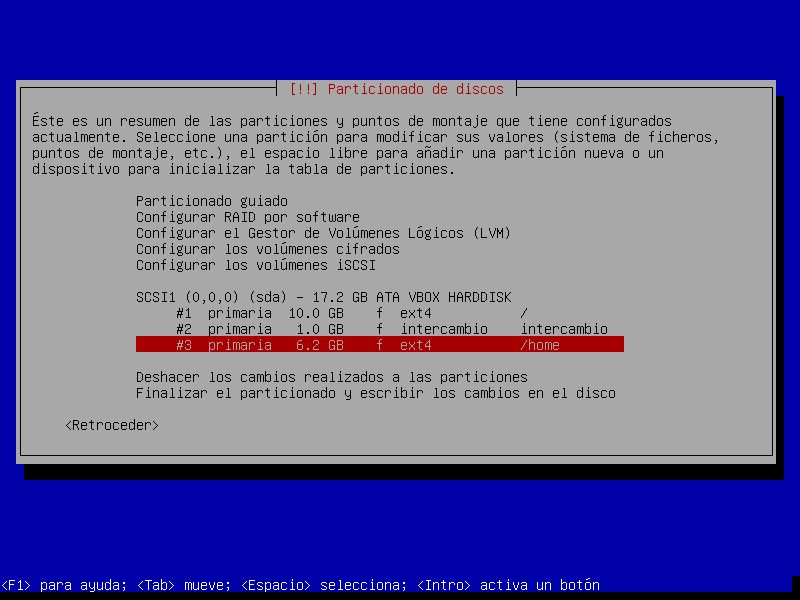 [!!] Particionado de discos
Éste es un resumen de las particiones y puntos de montaje que tiene configurados
actualmente. Seleccione una partición para modificar sus valores (sistema de ficheros,
puntos de montaje, etc.), el espacio libre para añadir una partición nueva o un
dispositivo para inicializar la tabla de particiones.
Particionado guiado
Configurar RAID por software
Configurar el Gestor de Volúmenes Lógicos (LVM)
Configurar los volúmenes cifrados
Configurar los volúmenes iSCSI
SCSI1 (0,0,0) (sda) - 17.2 GB ATA VBOX HARDDISK
#1 primaria 10.0 GB f ext4 /
#2 primaria 1.0 GB f intercambio intercambio
#3 primaria 6.2 GB f ext4 /home
Deshacer los cambios realizados a las particiones
Finalizar el particionado y escribir los cambios en el disco
<Retroceder>
<F1> para ayuda; <Tab> mueve; <Espacio> selecciona; <Intro> activa un botón